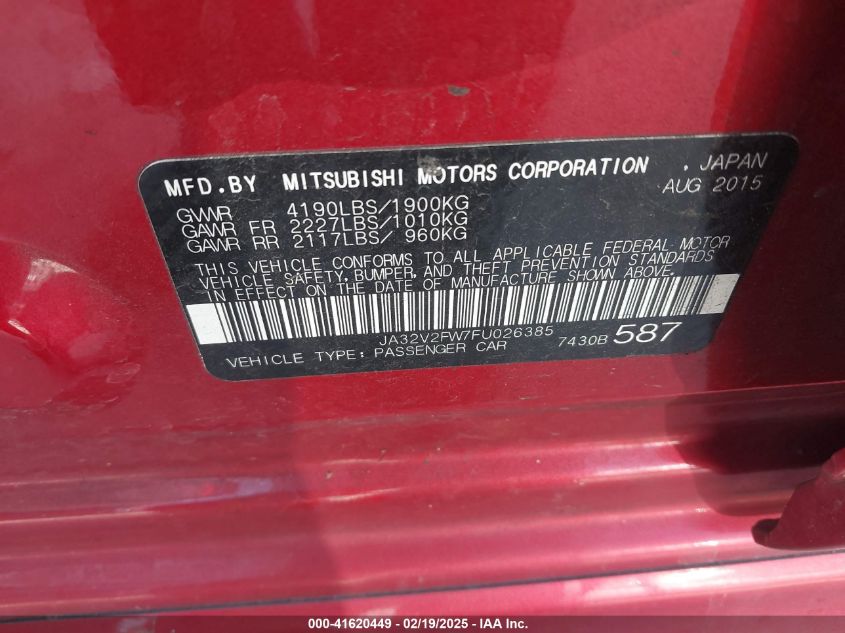 MFD.BY MITSUBISHI MOTORS CORPORATION , JAPAN
AUG 2015
GVWR 4190LBS/1900KG
GAWR FR 2227LBS/1010KG
GAWR RR 2117LBS/ 960KG
THIS VEHICLE CONFORMS TO ALL APPLICABLE FEDERAL MOTOR
VEHICLE SAFETY, BUMPER, AND THEFT PREVENTION STANDARDS
IN EFFECT ON THE DATE OF MANUFACTURE SHOWN ABOVE.
JA32V2FW7FU026385
VEHICLE TYPE: PASSENGER CAR 7430B 587
000-41620449 - 02/19/2025 - IAA Inc.